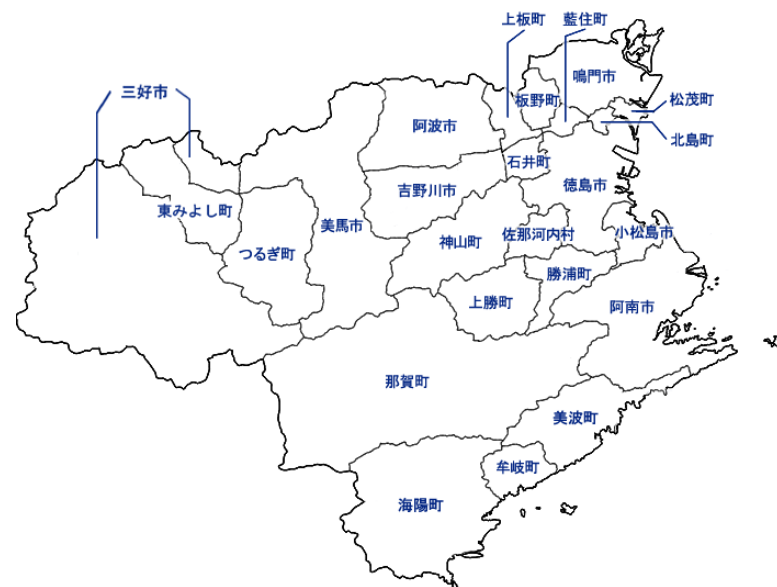 上板町
藍住町
鳴門市
三好市
板野町
松茂町
阿波市
北島町
石井町
吉野川市
徳島市
東みよし町
美馬市
佐那河内村
小松島市
つるぎ町
神山町
勝浦町
上勝町
阿南市
那賀町
美波町
牟岐町
海陽町